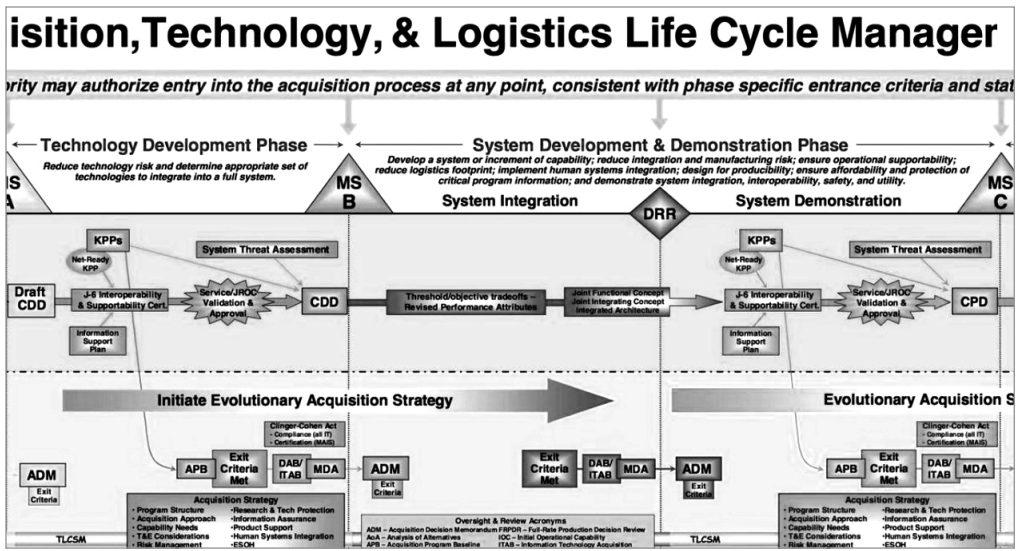 isition, Technology, & Logistics Life Cycle Manager
ority may authorize entry into the acquisition process at any point, consistent with phase specific entrance criteria and stat
Technology Development Phase
Reduce technology risk and determine appropriate set of
technologies to integrate into a full system.
System Development & Demonstration Phase
Develop a system or increment of capability; reduce integration and manufacturing risk; ensure operational supportability;
reduce logistics footprint; implement human systems integration; design for producibility; ensure affordability and protection of
critical program information; and demonstrate system integration, interoperability, safety, and utility.
MS
A
MS
B
System Integration
DRR
System Demonstration
MS
C
KPPs
Net-Ready
KPP
System Threat Assessment
Draft
CDD
J-6 Interoperability
& Supportability Cert.
Service/JROC
Validation &
Approval
CDD
Information
Support
Plan
Threshold/objective tradeoffs –
Revised Performance Attributes
Joint Functional Concept
Joint Integrating Concept
Integrated Architecture
KPPs
Net-Ready
KPP
System Threat Assessment
J-6 Interoperability
& Supportability Cert.
Service/JROC
Validation &
Approval
CPD
Information
Support
Plan
Initiate Evolutionary Acquisition Strategy
Evolutionary Acquisition S
Clinger-Cohen Act
- Compliance (all IT)
- Certification (MAIS)
ADM
Exit
Criteria
APB
Exit
Criteria
Met
DAB/
ITAB
MDA
ADM
Exit
Criteria
Exit
Criteria
Met
DAB/
ITAB
MDA
ADM
Exit
Criteria
Clinger-Cohen Act
- Compliance (all IT)
- Certification (MAIS)
APB
Exit
Criteria
Met
DAB/
ITAB
MDA
Acquisition Strategy
• Program Structure •Research & Tech Protection
• Acquisition Approach •Information Assurance
• Capability Needs •Product Support
• T&E Considerations •Human Systems Integration
• Risk Management •ESOH
TLCSM
Oversight & Review Acronyms
ADM – Acquisition Decision Memorandum FRPDR – Full-Rate Production Decision Review
AoA – Analysis of Alternatives IOC – Initial Operational Capability
APB – Acquisition Program Baseline ITAB – Information Technology Acquisition
TLCSM
Acquisition Strategy
• Program Structure •Research & Tech Protection
• Acquisition Approach •Information Assurance
• Capability Needs •Product Support
• T&E Considerations •Human Systems Integration
• Risk Management •ESOH